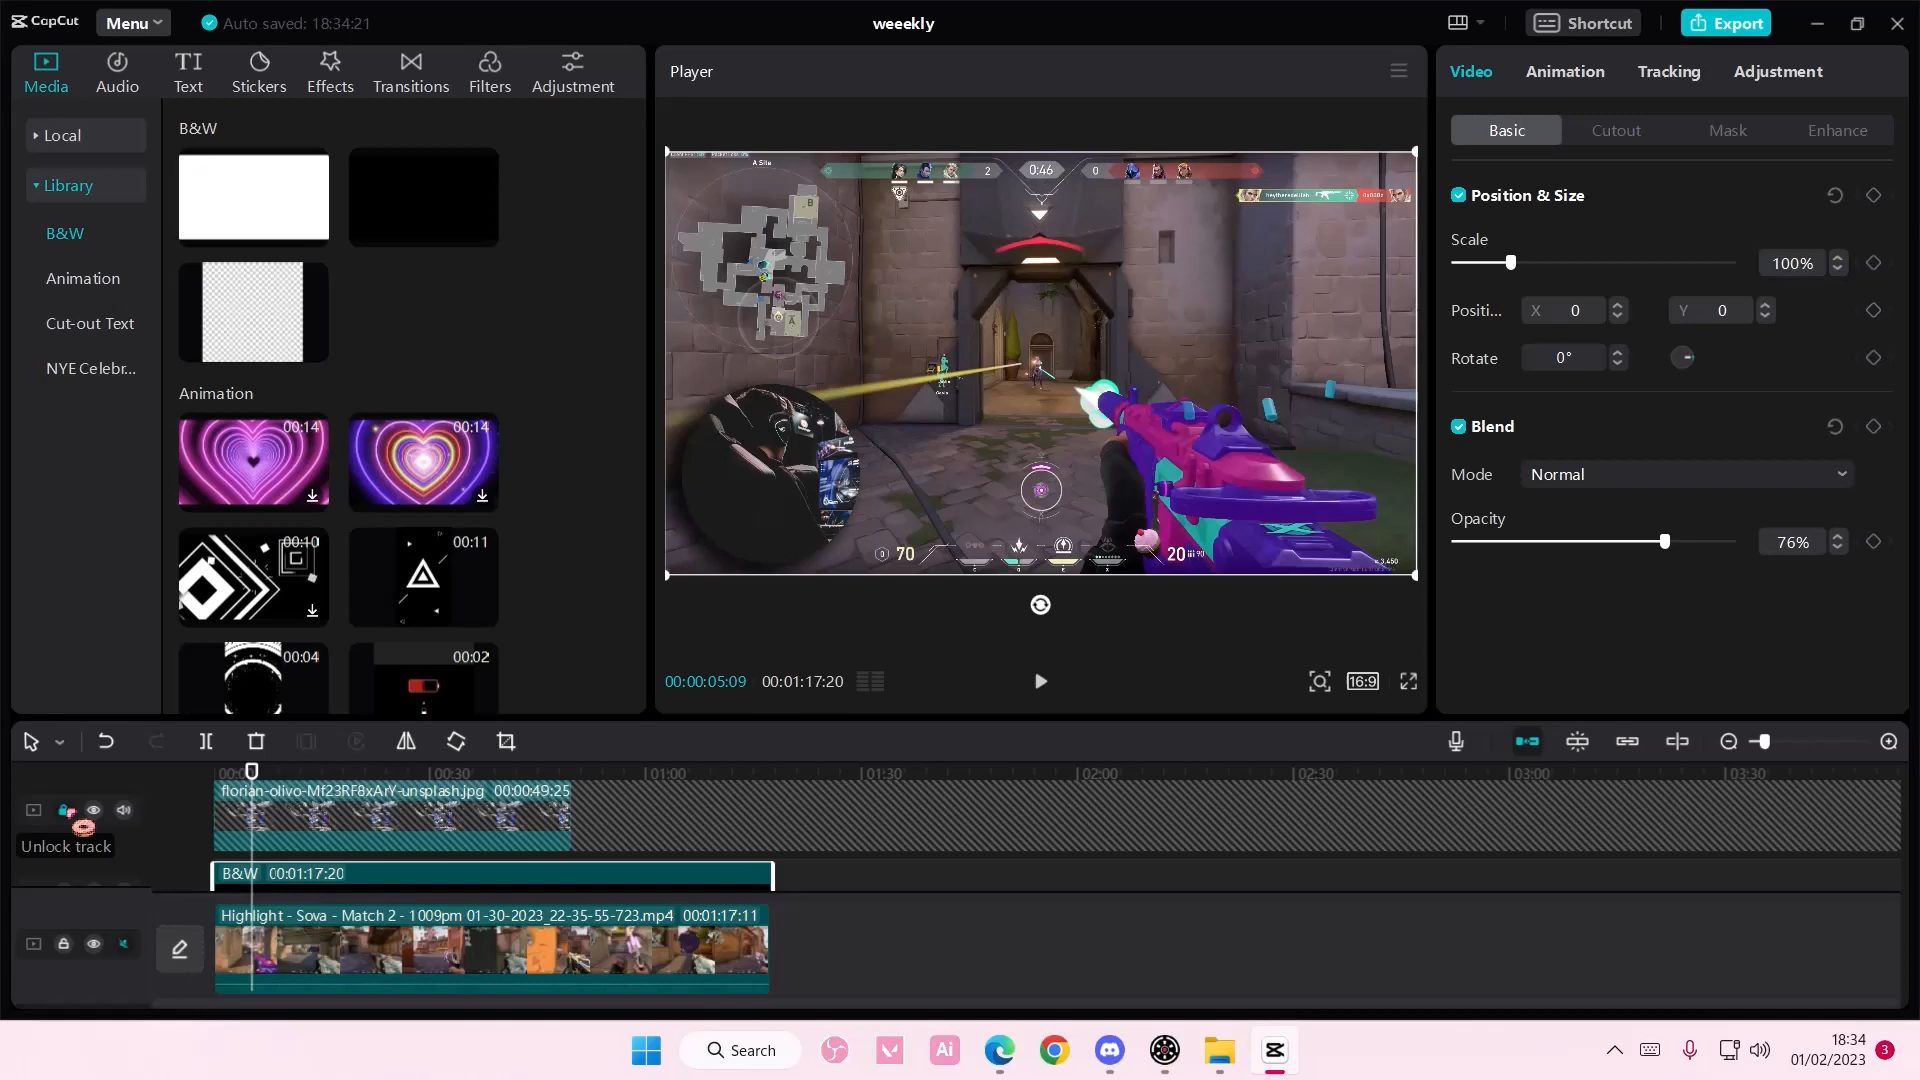 CapCut
Menu
Auto saved: 18:34:21
weeekly
Shortcut
Export
Media
Audio
Text
Stickers
Effects
Transitions
Filters
Adjustment
Player
Video
Animation
Tracking
Adjustment
Local
Library
B&W
Animation
Cut-out Text
NYE Celebr...
B&W
Animation
00:14
00:14
00:10
00:11
00:04
00:02
A Site
2
0:46
0
B
A
70
20
90
Basic
Cutout
Mask
Enhance
Position & Size
Scale
100%
Positi...
X 0
Y 0
Rotate
0°
Blend
Mode
Normal
Opacity
76%
00:00:05:09
00:01:17:20
16:9
00:30
01:00
01:30
02:00
02:30
03:00
03:30
florian-olivo-Mf23RF8xArY-unsplash.jpg 00:00:49:25
Unlock track
B&W 00:01:17:20
Highlight - Sova - Match 2 - 1009pm 01-30-2023_22-35-55-723.mp4 00:01:17:11
Search
Ai
18:34
01/02/2023
3